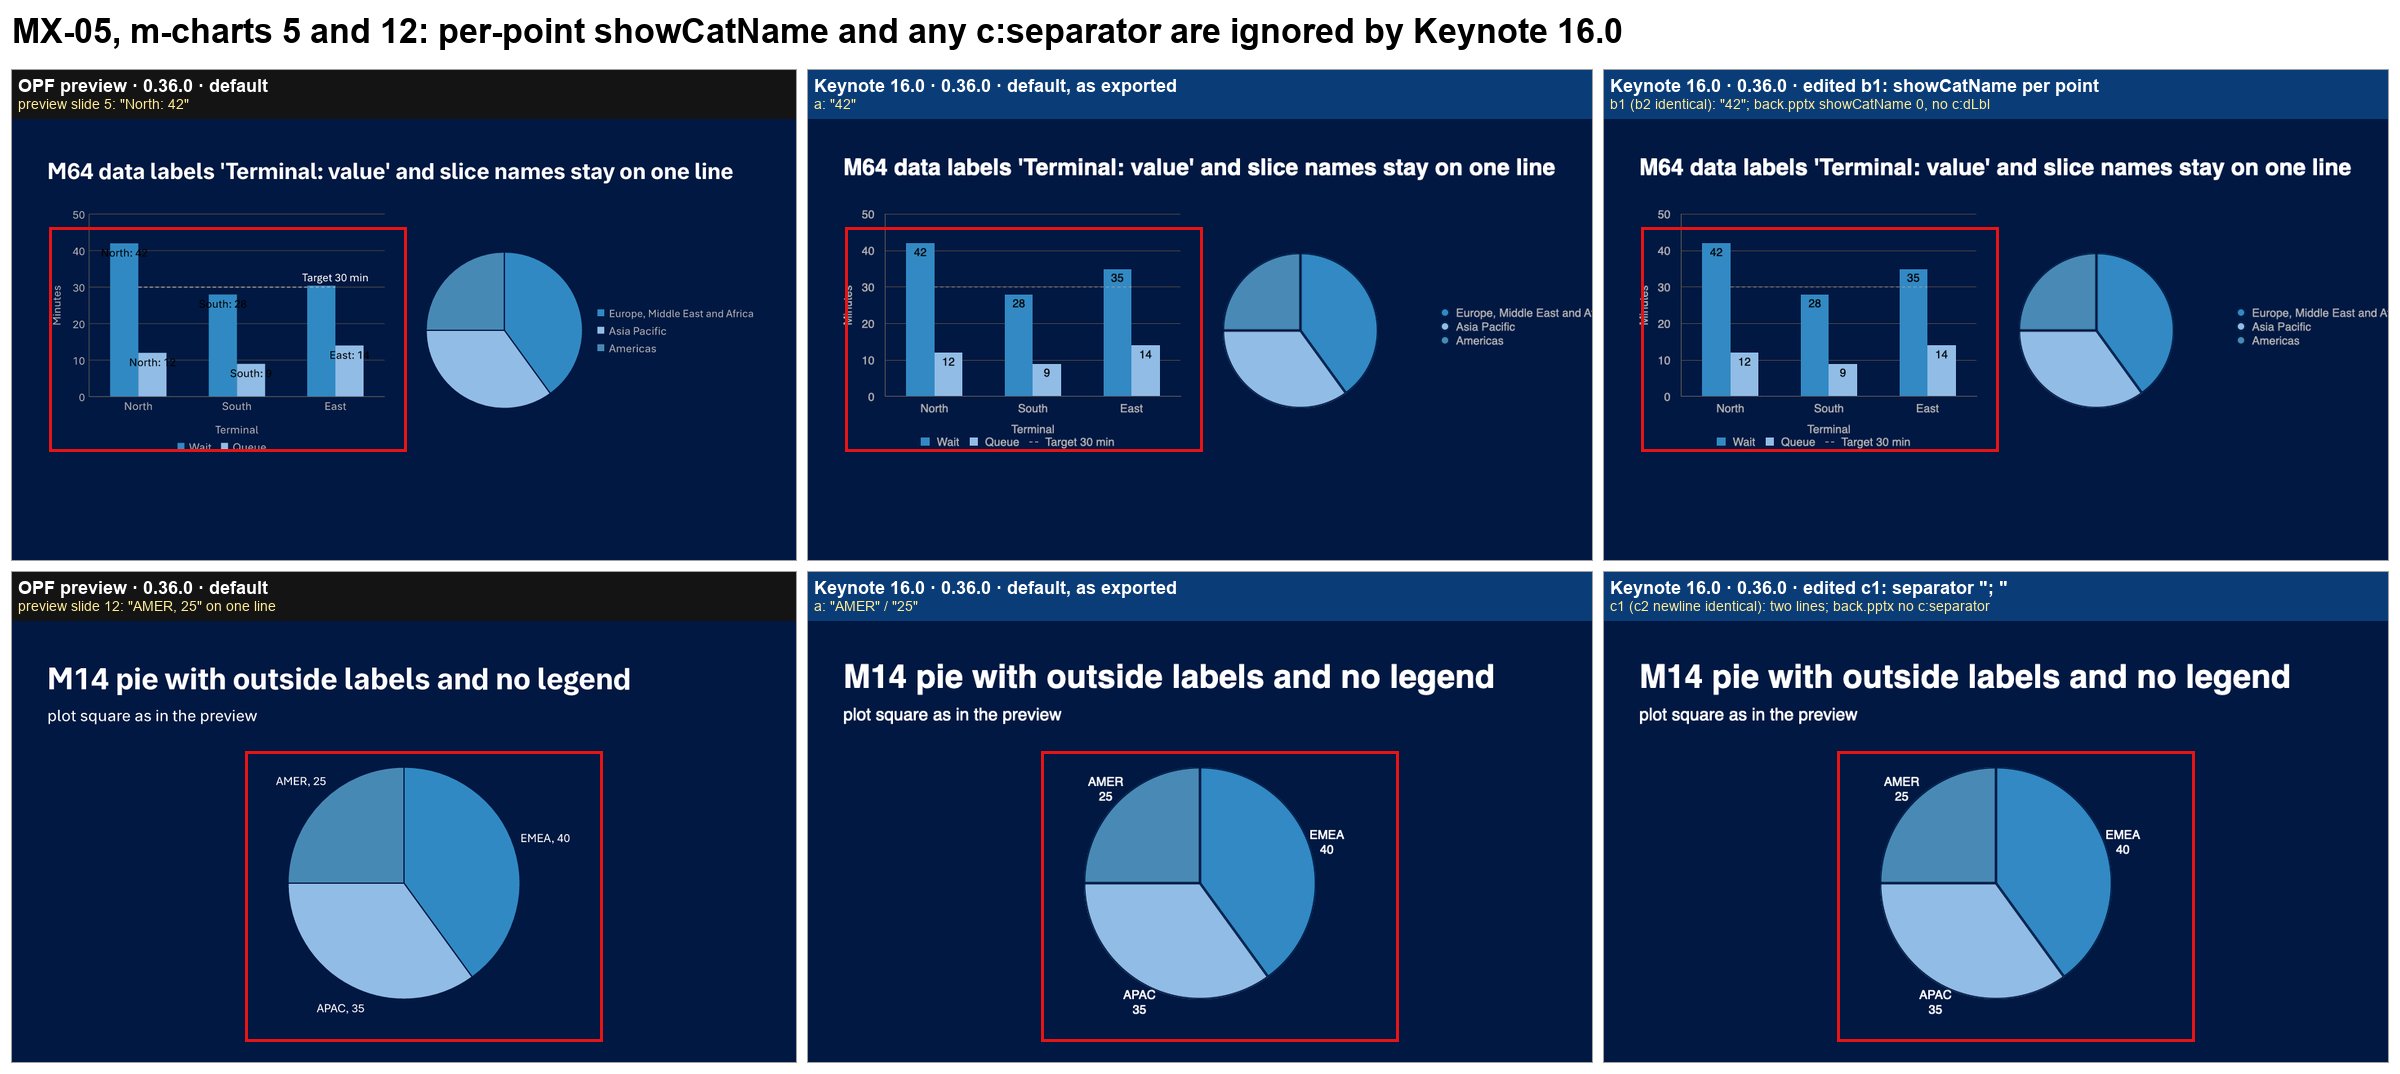 MX-05, m-charts 5 and 12: per-point showCatName and any c:separator are ignored by Keynote 16.0
OPF preview · 0.36.0 · default
preview slide 5: "North: 42"
M64 data labels 'Terminal: value' and slice names stay on one line
50
40
30
20
10
0
Minutes
North: 42
North: 12
South: 28
South: 9
Target 30 min
East: 14
North
South
East
Terminal
Wait
Queue
Europe, Middle East and Africa
Asia Pacific
Americas
Keynote 16.0 · 0.36.0 · default, as exported
a: "42"
M64 data labels 'Terminal: value' and slice names stay on one line
50
40
30
20
10
0
Minutes
42
12
28
9
35
14
North
South
East
Terminal
Wait
Queue
Target 30 min
Europe, Middle East and A
Asia Pacific
Americas
Keynote 16.0 · 0.36.0 · edited b1: showCatName per point
b1 (b2 identical): "42"; back.pptx showCatName 0, no c:dLbl
M64 data labels 'Terminal: value' and slice names stay on one line
50
40
30
20
10
0
Minutes
42
12
28
9
35
14
North
South
East
Terminal
Wait
Queue
Target 30 min
Europe, Middle East and A
Asia Pacific
Americas
OPF preview · 0.36.0 · default
preview slide 12: "AMER, 25" on one line
M14 pie with outside labels and no legend
plot square as in the preview
AMER, 25
EMEA, 40
APAC, 35
Keynote 16.0 · 0.36.0 · default, as exported
a: "AMER" / "25"
M14 pie with outside labels and no legend
plot square as in the preview
AMER
25
EMEA
40
APAC
35
Keynote 16.0 · 0.36.0 · edited c1: separator "; "
c1 (c2 newline identical): two lines; back.pptx no c:separator
M14 pie with outside labels and no legend
plot square as in the preview
AMER
25
EMEA
40
APAC
35